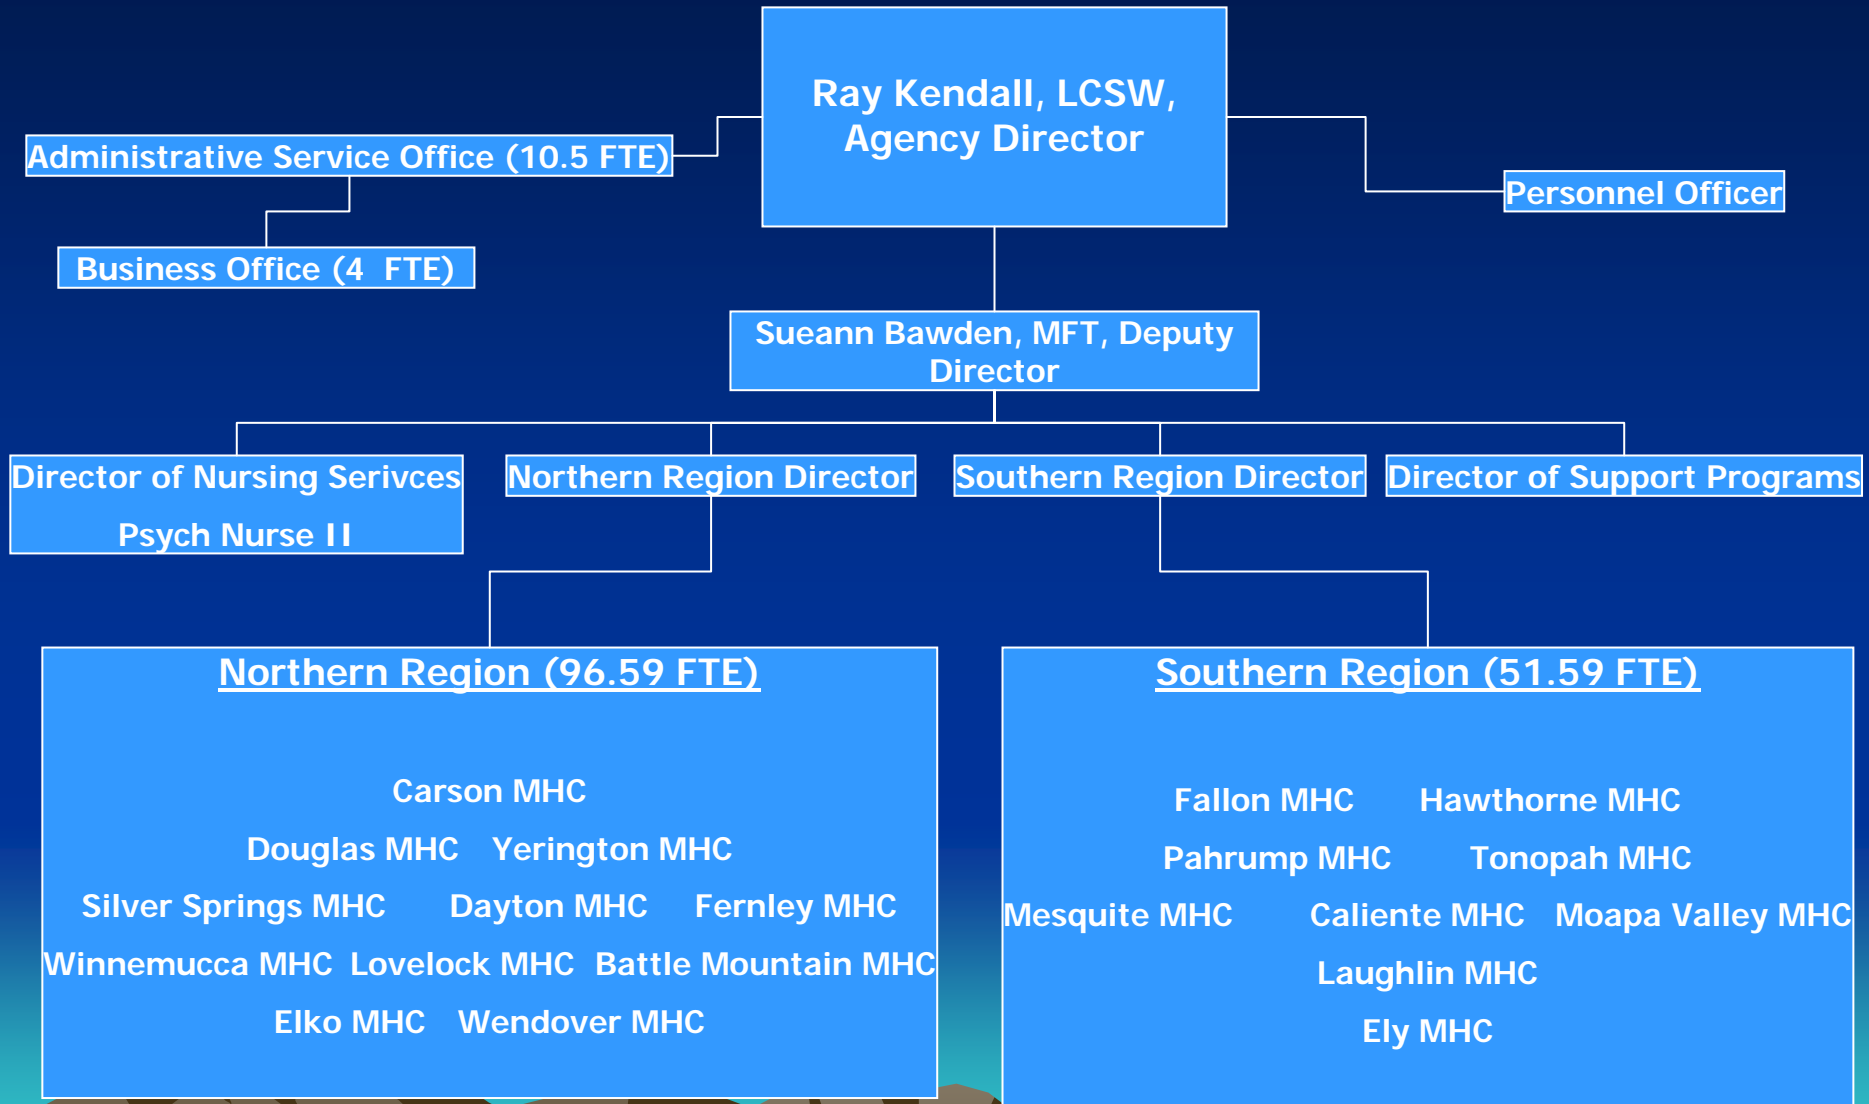 Ray Kendall, LCSW,
Agency Director
Administrative Service Office (10.5 FTE)
Personnel Officer
Business Office (4  FTE)
Sueann Bawden, MFT, Deputy
Director
Director of Nursing Serivces
Psych Nurse II
Northern Region Director
Southern Region Director
Director of Support Programs
Northern Region (96.59 FTE)
Carson MHC
Douglas MHC Yerington MHC
Silver Springs MHC Dayton MHC Fernley MHC
Winnemucca MHC Lovelock MHC Battle Mountain MHC
Elko MHC Wendover MHC
Southern Region (51.59 FTE)
Fallon MHC Hawthorne MHC
Pahrump MHC Tonopah MHC
Mesquite MHC Caliente MHC Moapa Valley MHC
Laughlin MHC
Ely MHC